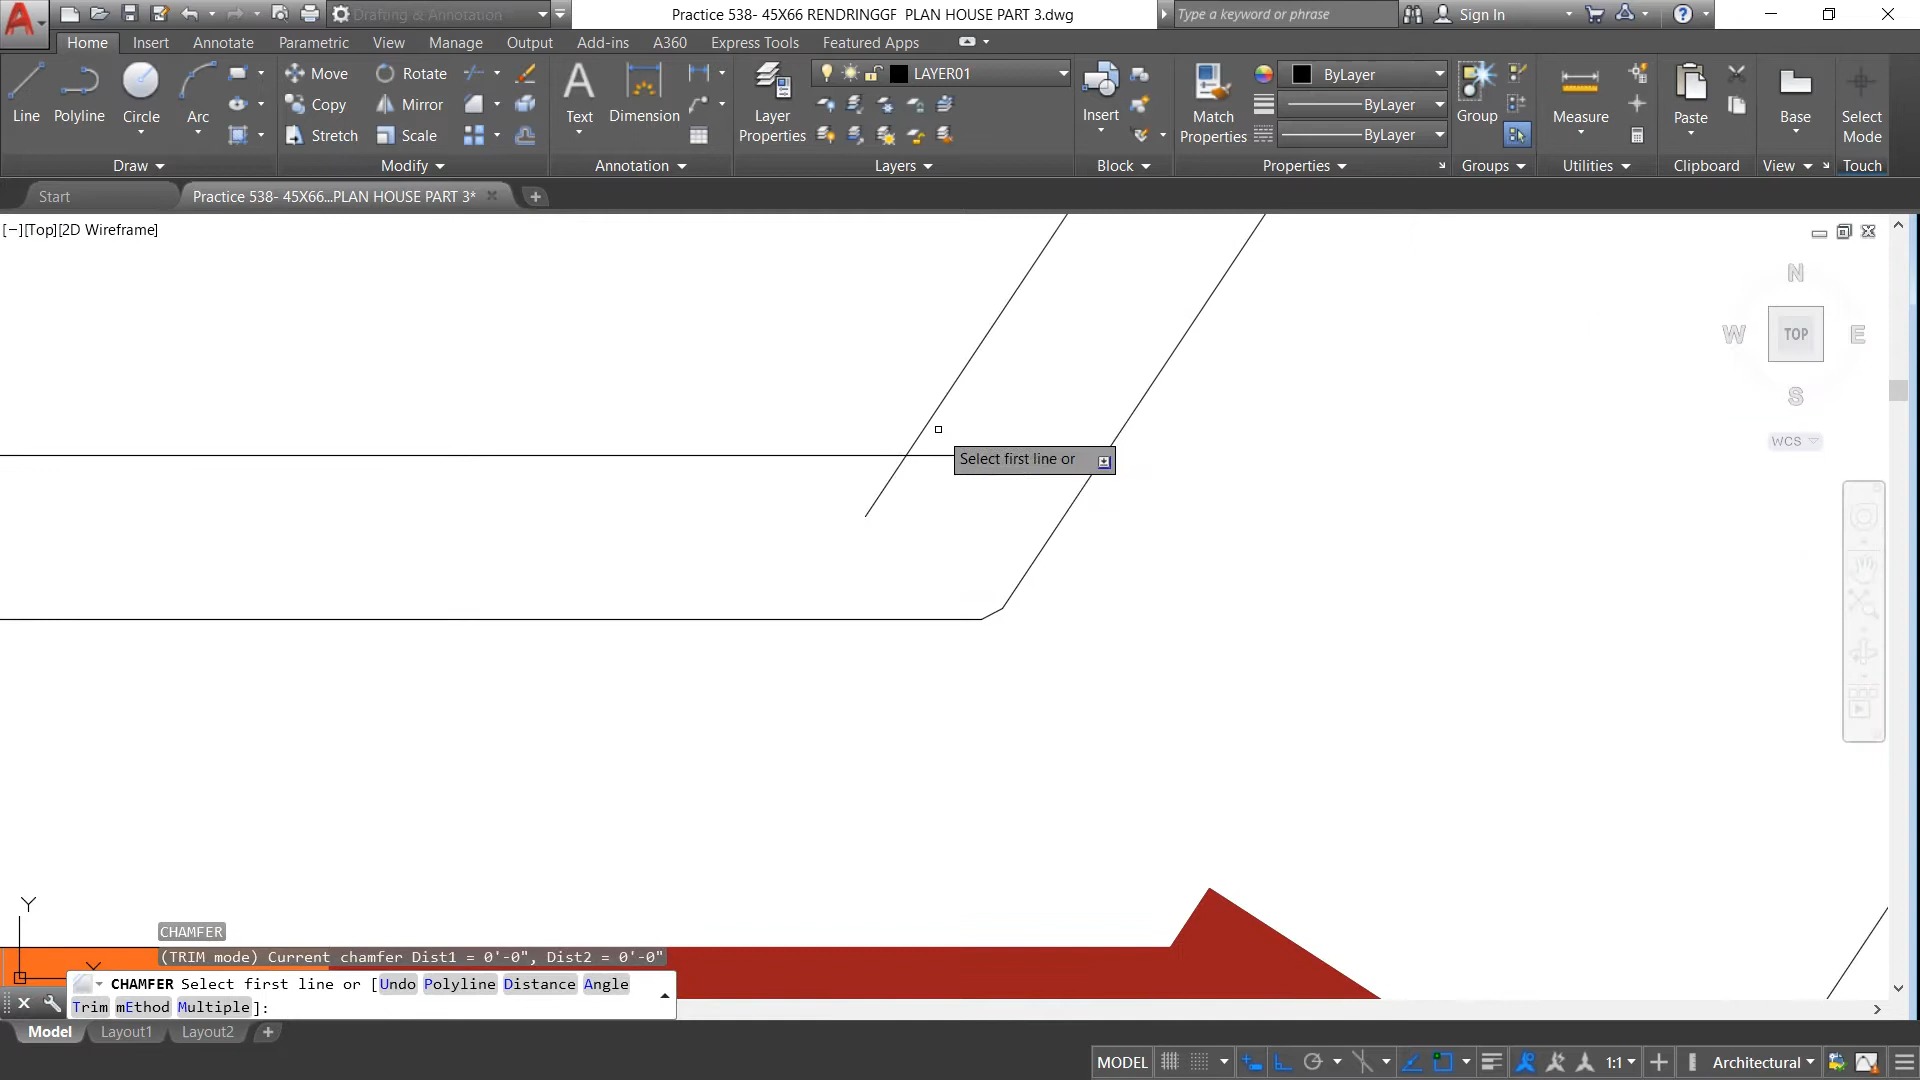 Drafting & Annotation
Practice 538- 45X66 RENDRINGGF  PLAN HOUSE PART 3.dwg
Type a keyword or phrase
Sign In
Home Insert Annotate Parametric View Manage Output Add-ins A360 Express Tools Featured Apps
Line Polyline Circle Arc
Move Rotate
Copy Mirror
Stretch Scale
Text Dimension
Layer Properties
LAYER01
Insert
Match Properties
ByLayer
ByLayer
ByLayer
Group
Measure
Paste
Base
Select Mode
Draw Modify Annotation Layers Block Properties Groups Utilities Clipboard View Touch
Start
Practice 538- 45X66...PLAN HOUSE PART 3*
[−][Top][2D Wireframe]
N
W TOP E
S
WCS
Select first line or
Y
CHAMFER
(TRIM mode) Current chamfer Dist1 = 0'-0", Dist2 = 0'-0"
CHAMFER Select first line or [Undo Polyline Distance Angle
Trim mEthod Multiple]:
Model Layout1 Layout2
MODEL
1:1
Architectural